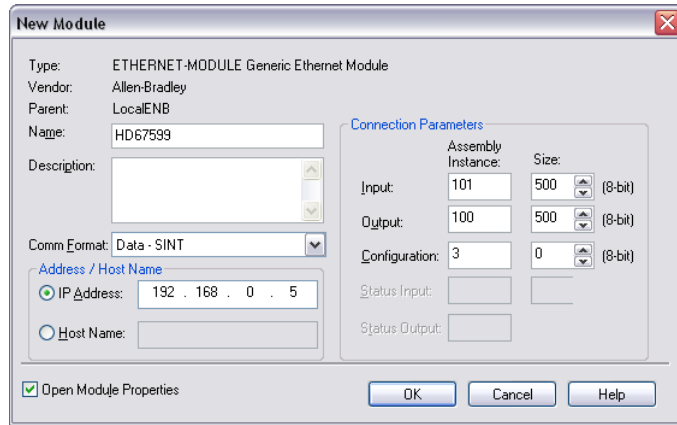 New Module
Type: ETHERNET-MODULE Generic Ethernet Module
Vendor: Allen-Bradley
Parent: LocalENB
Name: HD67599
Description:
Comm Format: Data - SINT
Address / Host Name
IP Address: 192 . 168 . 0 . 5
Host Name:
Connection Parameters
Assembly
Instance: Size:
Input: 101 500 (8-bit)
Output: 100 500 (8-bit)
Configuration: 3 0 (8-bit)
Status Input:
Status Output:
Open Module Properties
OK Cancel Help